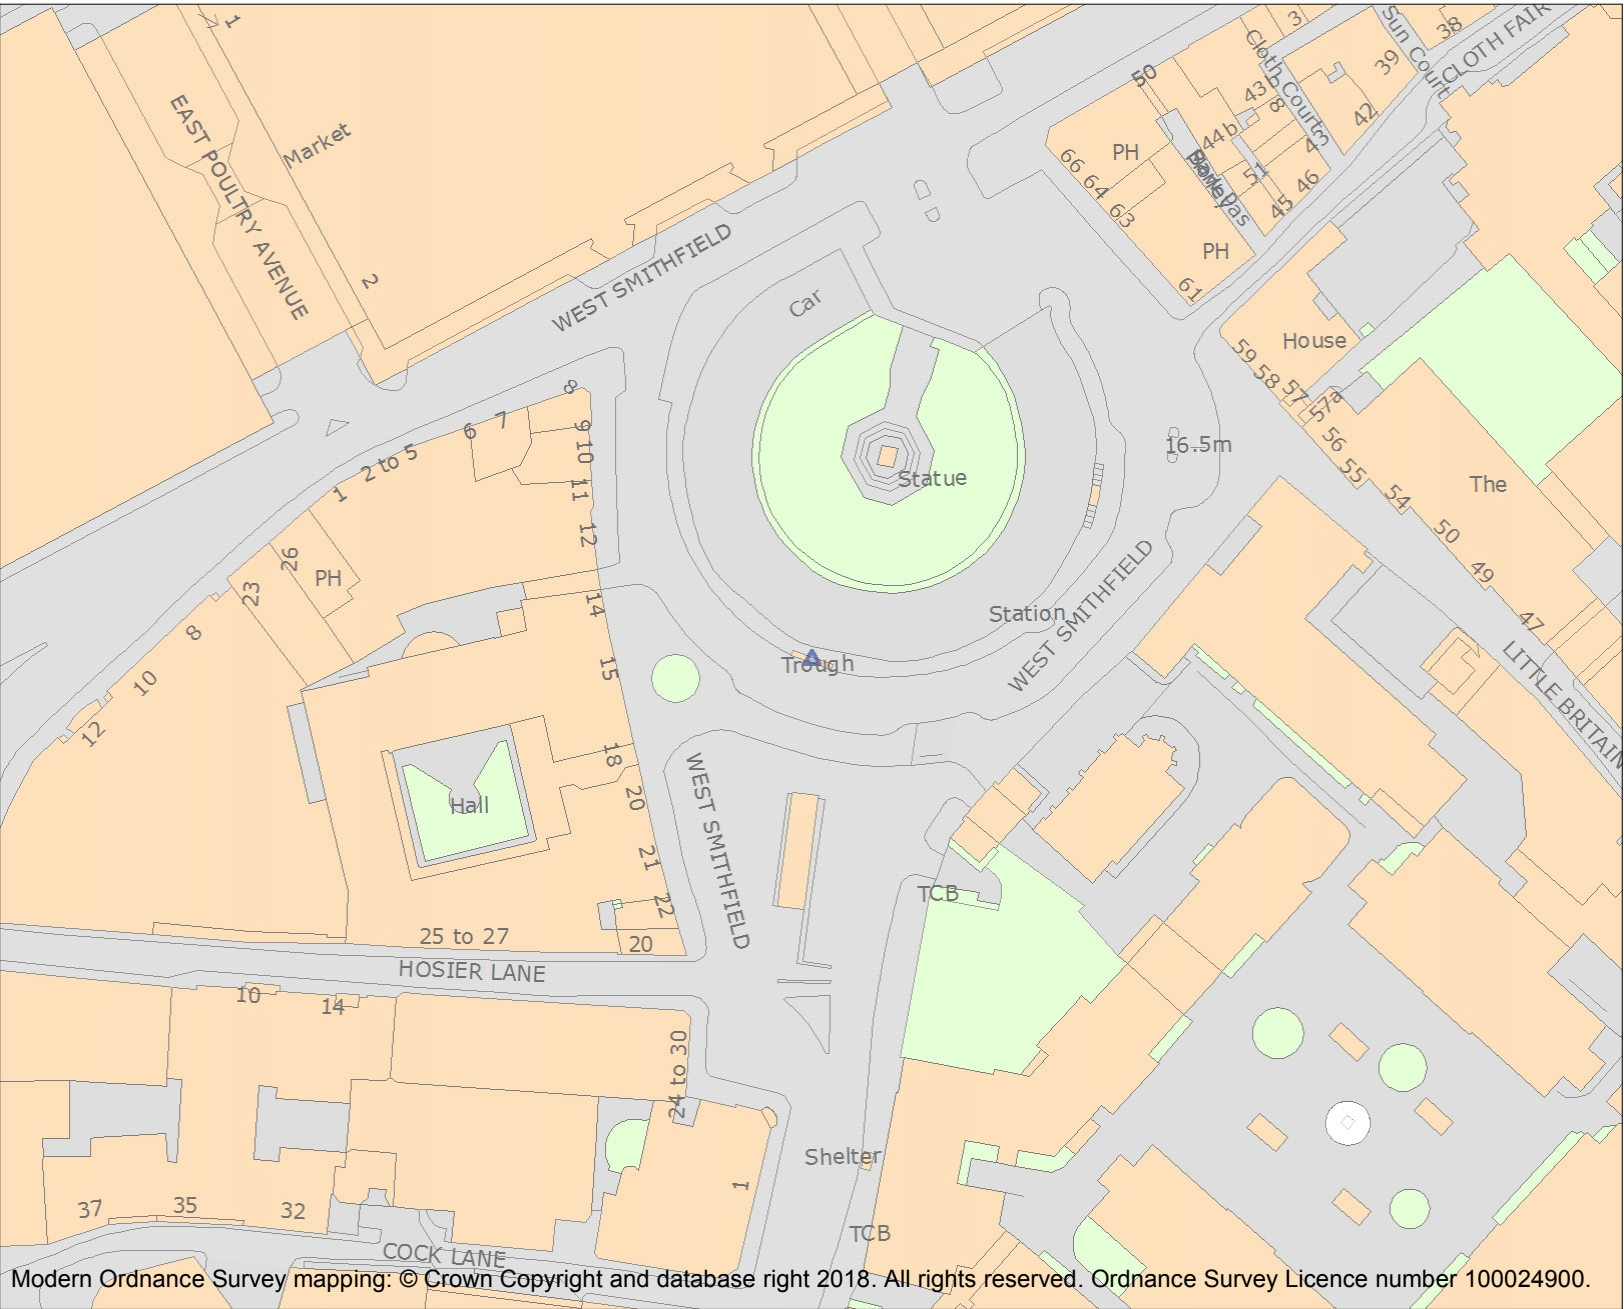 1
EAST POULTRY AVENUE
Market
2
WEST SMITHFIELD
Car
50
PH
66 64 63
PH
61
44b
43b
8
51
43
45
46
3
Cloth Court
Sun Court
38
39
42
CLOTH FAIR
House
59 58 57
57a
56
55
54
50
49
47
The
LITTLE BRITAIN
16.5m
Statue
Station
WEST SMITHFIELD
Trough
8
7
6
2 to 5
1
9 10
11
12
26
PH
23
8
10
12
14
15
18
20
21
22
20
Hall
WEST SMITHFIELD
25 to 27
HOSIER LANE
10
14
24 to 30
TCB
Shelter
TCB
1
37
35
32
COCK LANE
Modern Ordnance Survey mapping: © Crown Copyright and database right 2018. All rights reserved. Ordnance Survey Licence number 100024900.